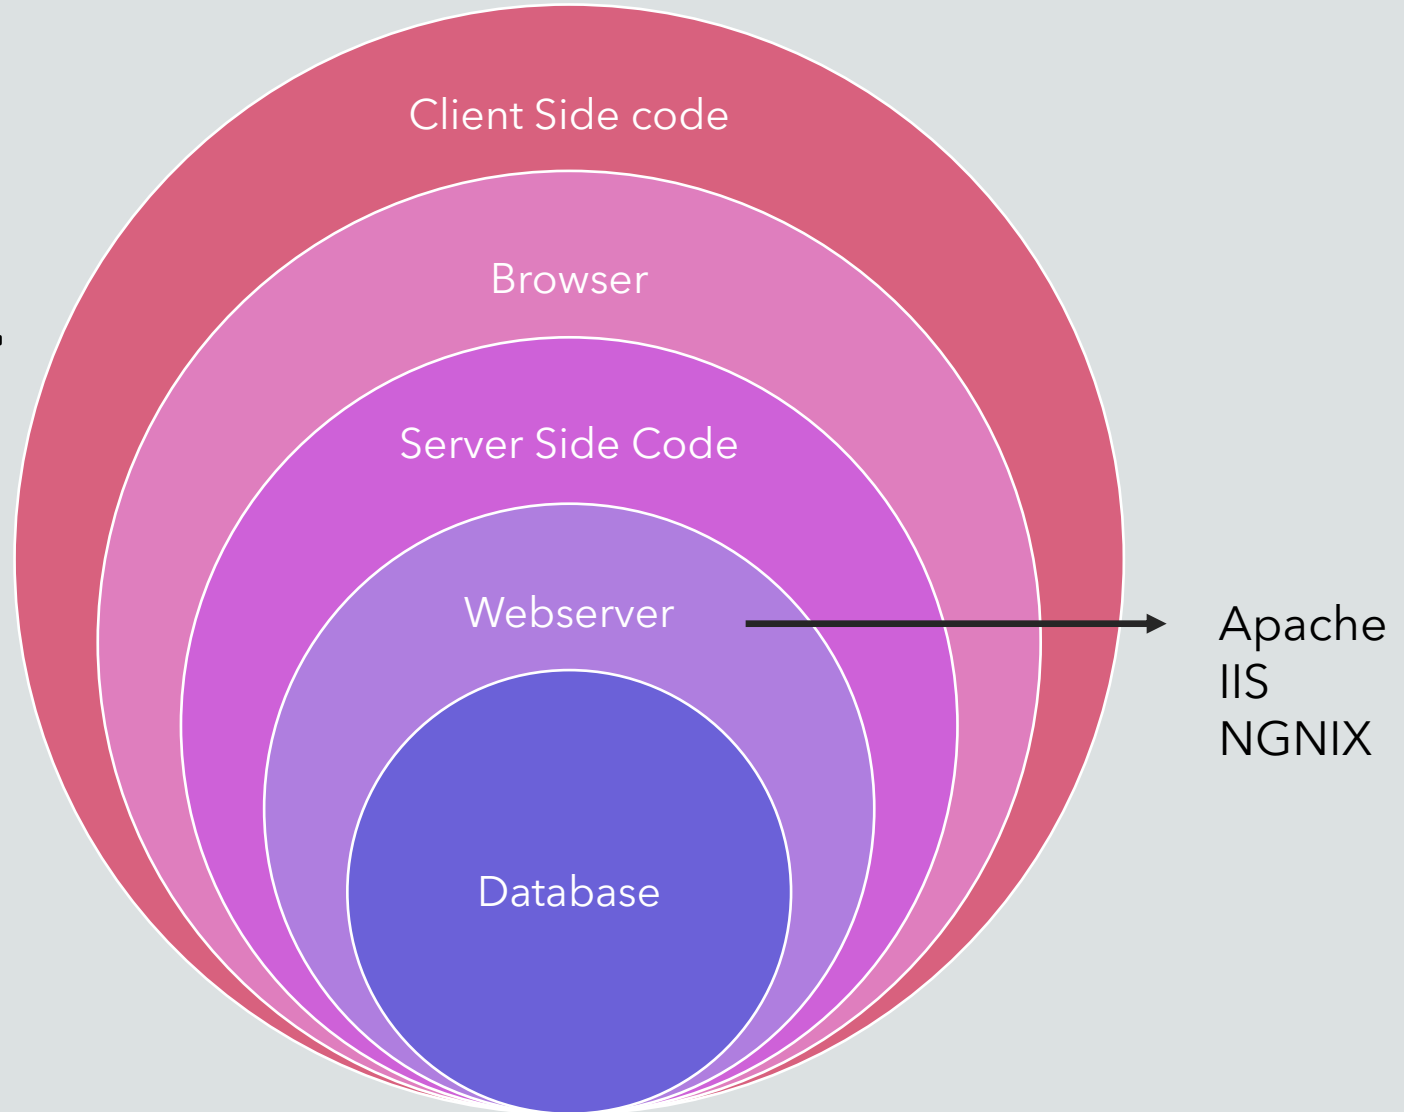 Client Side code
Browser
Server Side Code
Webserver
Apache
IIS
NGNIX
Database